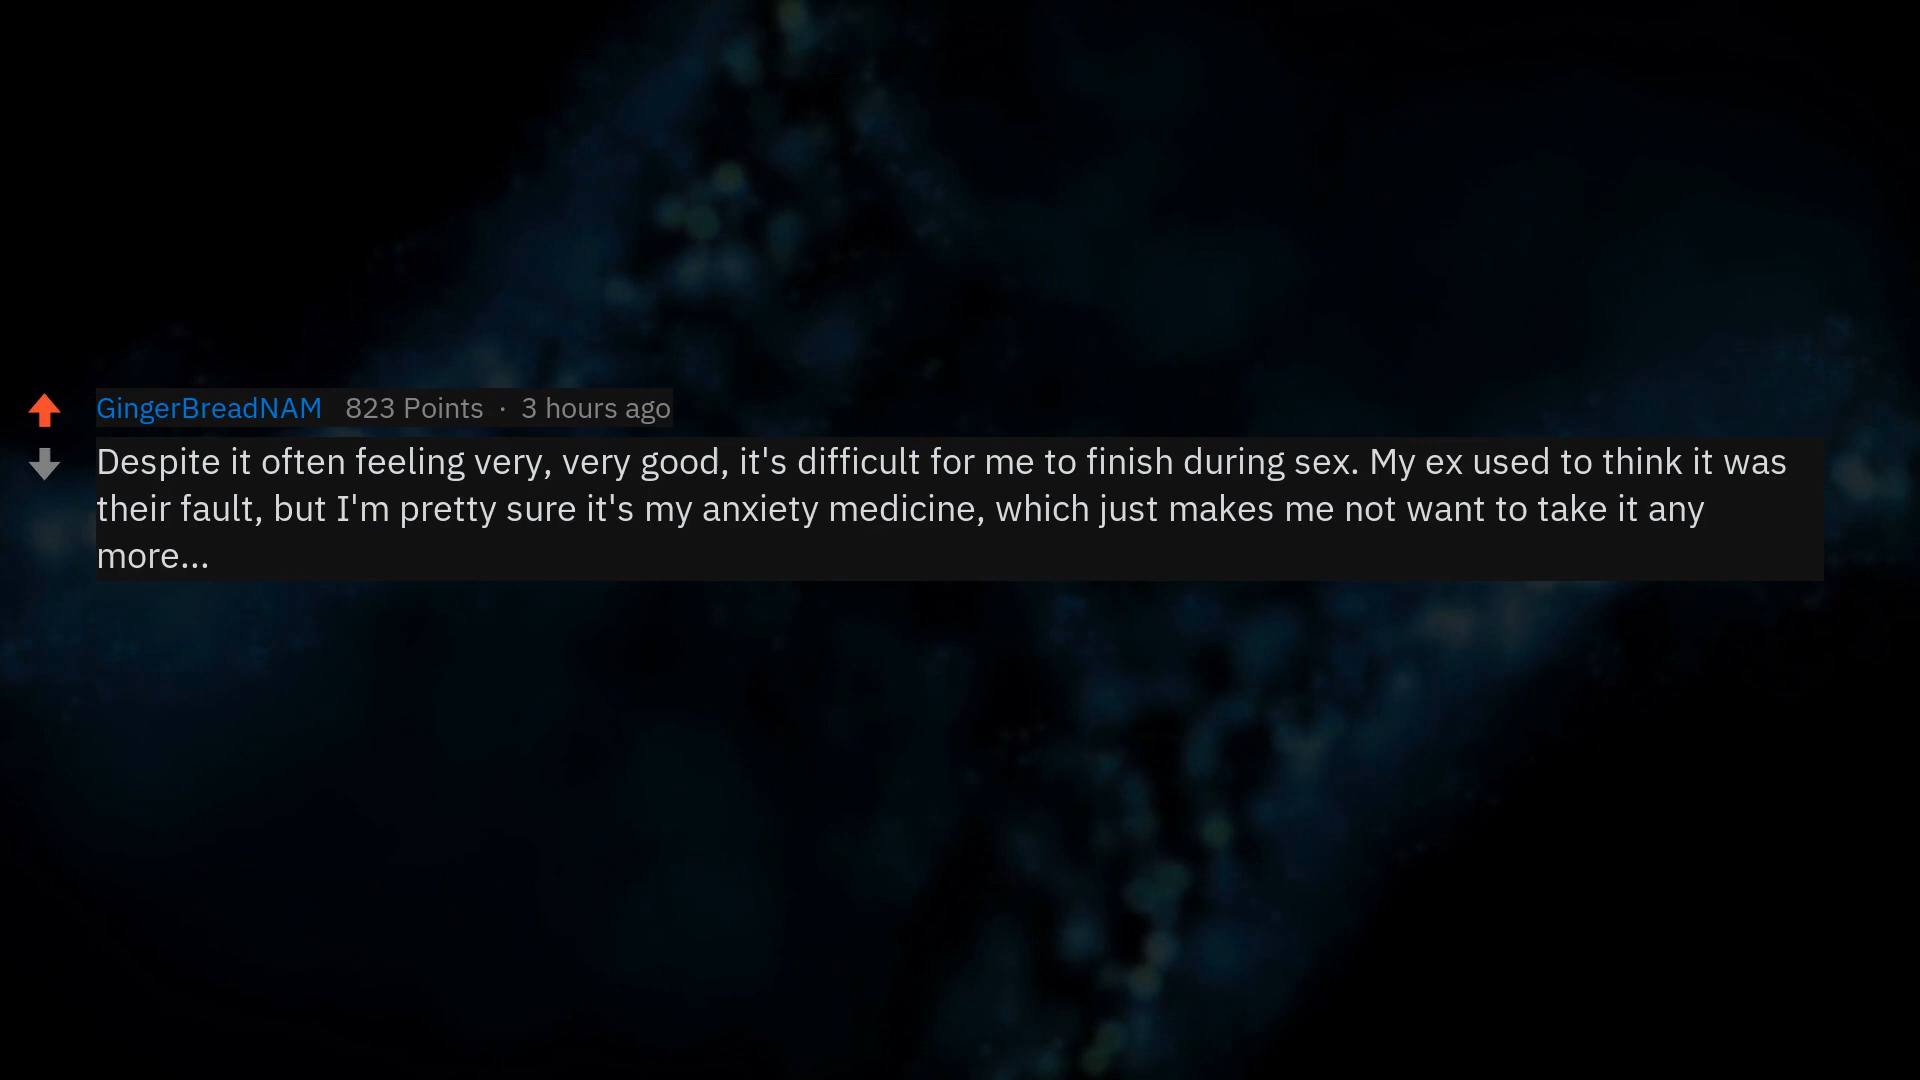 GingerBreadNAM 823 Points · 3 hours ago
Despite it often feeling very, very good, it's difficult for me to finish during sex. My ex used to think it was
their fault, but I'm pretty sure it's my anxiety medicine, which just makes me not want to take it any
more...